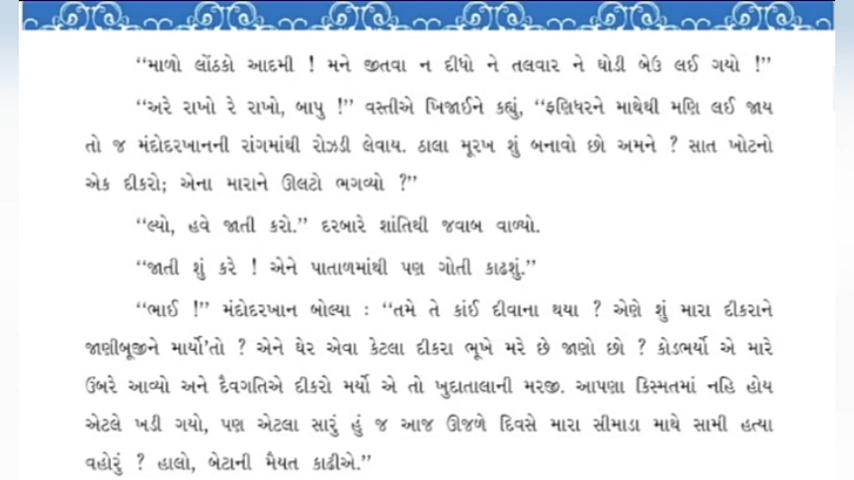 “માળો લોંઠકો આદમી ! મને જીતવા ન દીધો ને તલવાર ને ઘોડી બેઉ લઈ ગયો !”
“અરે રાખો રે રાખો, બાપુ !” વસ્તીએ ખિજાઈને કહ્યું, “ફણિધરને માથેથી મણિ લઈ જાય
તો જ મંદોદરખાનની રાંગમાંથી રોઝડી લેવાય. ઠાલા મૂરખ શું બનાવો છો અમને ? સાત ખોટનો
એક દીકરો; એના મારાને ઊલટો ભગવ્યો ?”
“લ્યો, હવે જાતી કરો.” દરબારે શાંતિથી જવાબ વાળ્યો.
“જાતી શું કરે ! એને પાતાળમાંથી પણ ગોતી કાઢશું.”
“ભાઈ !” મંદોદરખાન બોલ્યા : “તમે તે કાંઈ દીવાના થયા ? એણે શું મારા દીકરાને
જાણીબૂજીને માર્યો’તો ? એને ઘેર એવા કેટલા દીકરા ભૂખે મરે છે જાણો છો ? કોડભર્યો એ મારે
ઉંબરે આવ્યો અને દૈવગતિએ દીકરો મર્યો એ તો ખુદાતાલાની મરજી. આપણા કિસ્મતમાં નહિ હોય
એટલે ખડી ગયો, પણ એટલા સારું હું જ આજ ઊજળે દિવસે મારા સીમાડા માથે સામી હત્યા
વહોરું ? હાલો, બેટાની મૈયત કાઢીએ.”